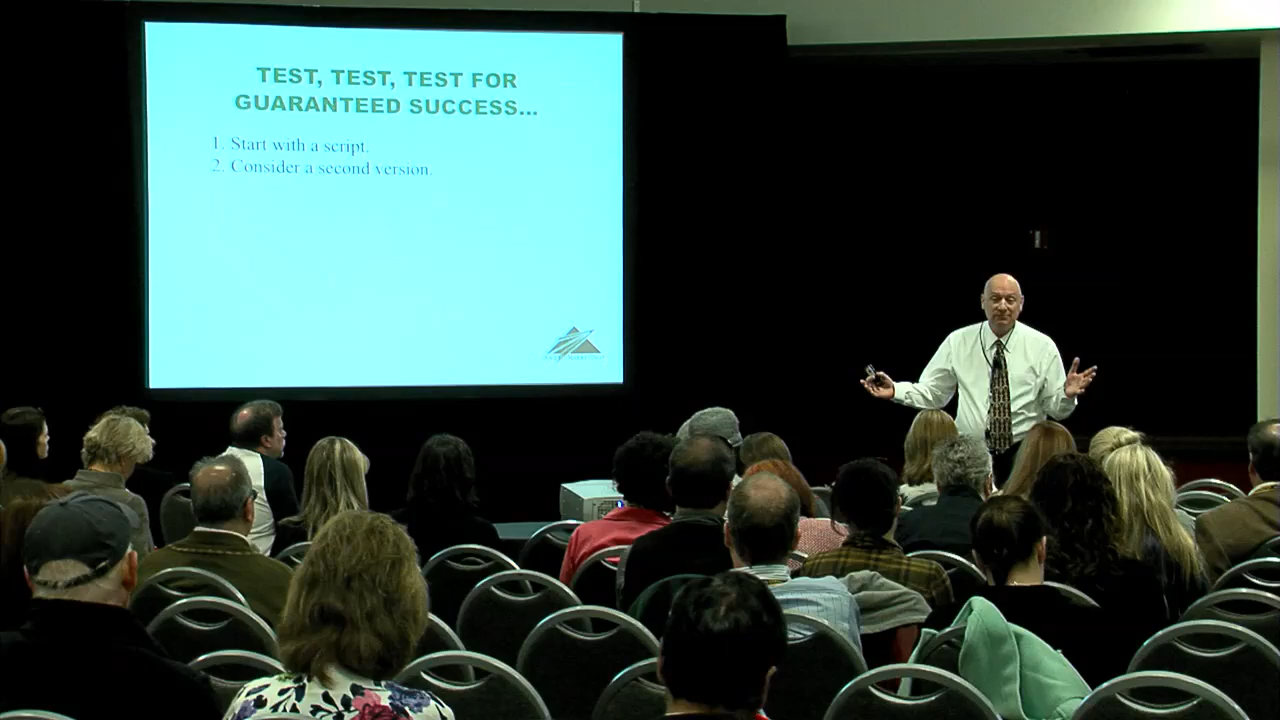 TEST, TEST, TEST FOR
GUARANTEED SUCCESS...
1. Start with a script.
2. Consider a second version.